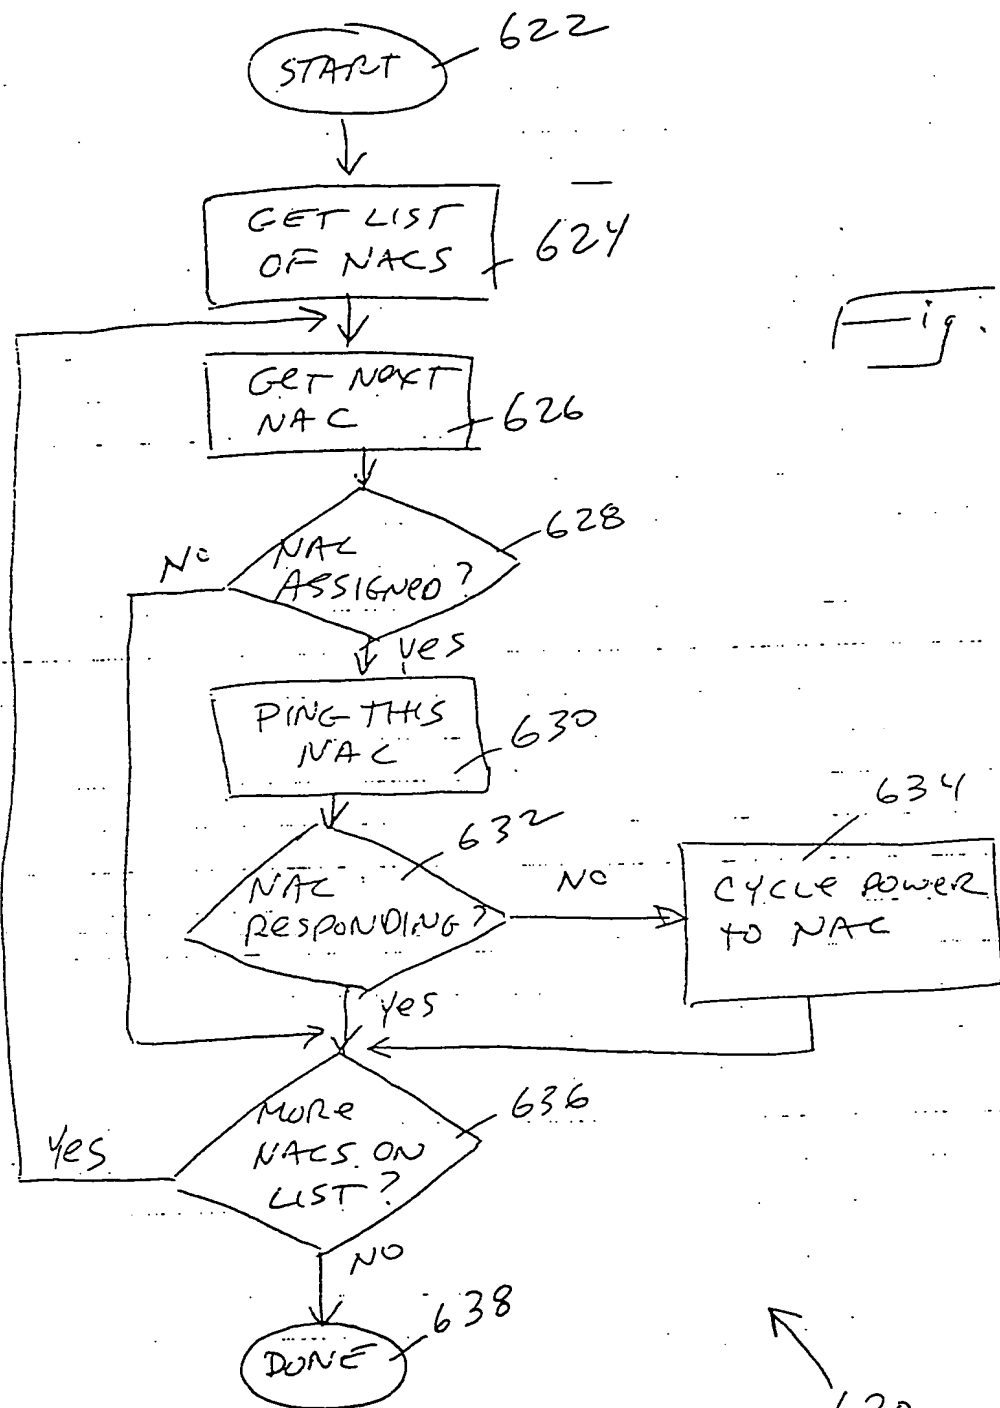 START
622
GET LIST
OF NACS
624
Fig.
GET NEXT
NAC
626
NAC
ASSIGNED?
628
NO
yes
PING THIS
NAC
630
NAC
RESPONDING?
632
NO
634
CYCLE POWER
TO NAC
yes
MORE
NACS ON
LIST?
636
Yes
NO
DONE
638